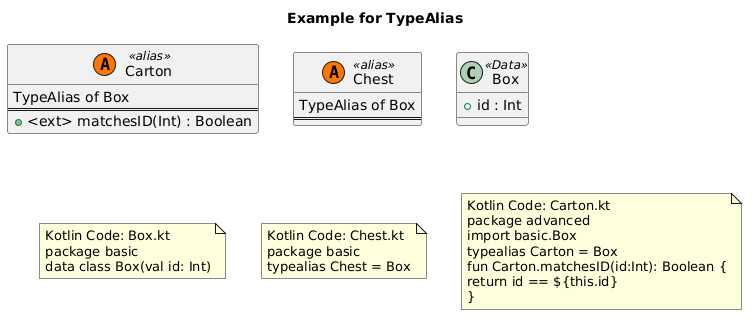 Example for TypeAlias
A
«alias»
Carton
TypeAlias of Box
<ext> matchesID(Int) : Boolean
A
«alias»
Chest
TypeAlias of Box
C
«Data»
Box
id : Int
Kotlin Code: Box.kt
package basic
data class Box(val id: Int)
Kotlin Code: Chest.kt
package basic
typealias Chest = Box
Kotlin Code: Carton.kt
package advanced
import basic.Box
typealias Carton = Box
fun Carton.matchesID(id:Int): Boolean {
return id == ${this.id}
}